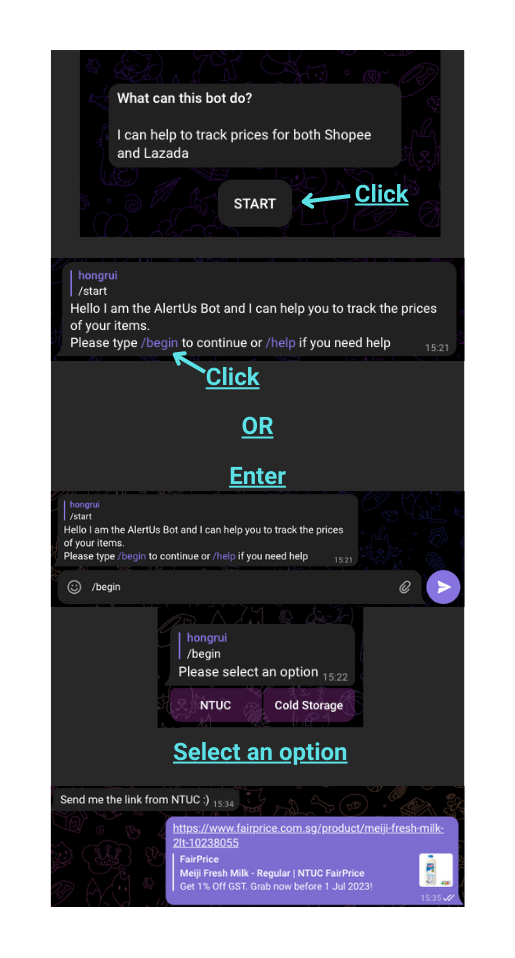 What can this bot do?
I can help to track prices for both Shopee
and Lazada
START
Click
hongrui
/start
Hello I am the AlertUs Bot and I can help you to track the prices
of your items.
Please type /begin to continue or /help if you need help
15:21
Click
OR
Enter
hongrui
/start
Hello I am the AlertUs Bot and I can help you to track the prices
of your items.
Please type /begin to continue or /help if you need help
15:21
/begin
hongrui
/begin
Please select an option 15:22
NTUC Cold Storage
Select an option
Send me the link from NTUC :) 15:34
https://www.fairprice.com.sg/product/meiji-fresh-milk-
2lt-10238055
FairPrice
Meiji Fresh Milk - Regular | NTUC FairPrice
Get 1% Off GST. Grab now before 1 Jul 2023!
15:35